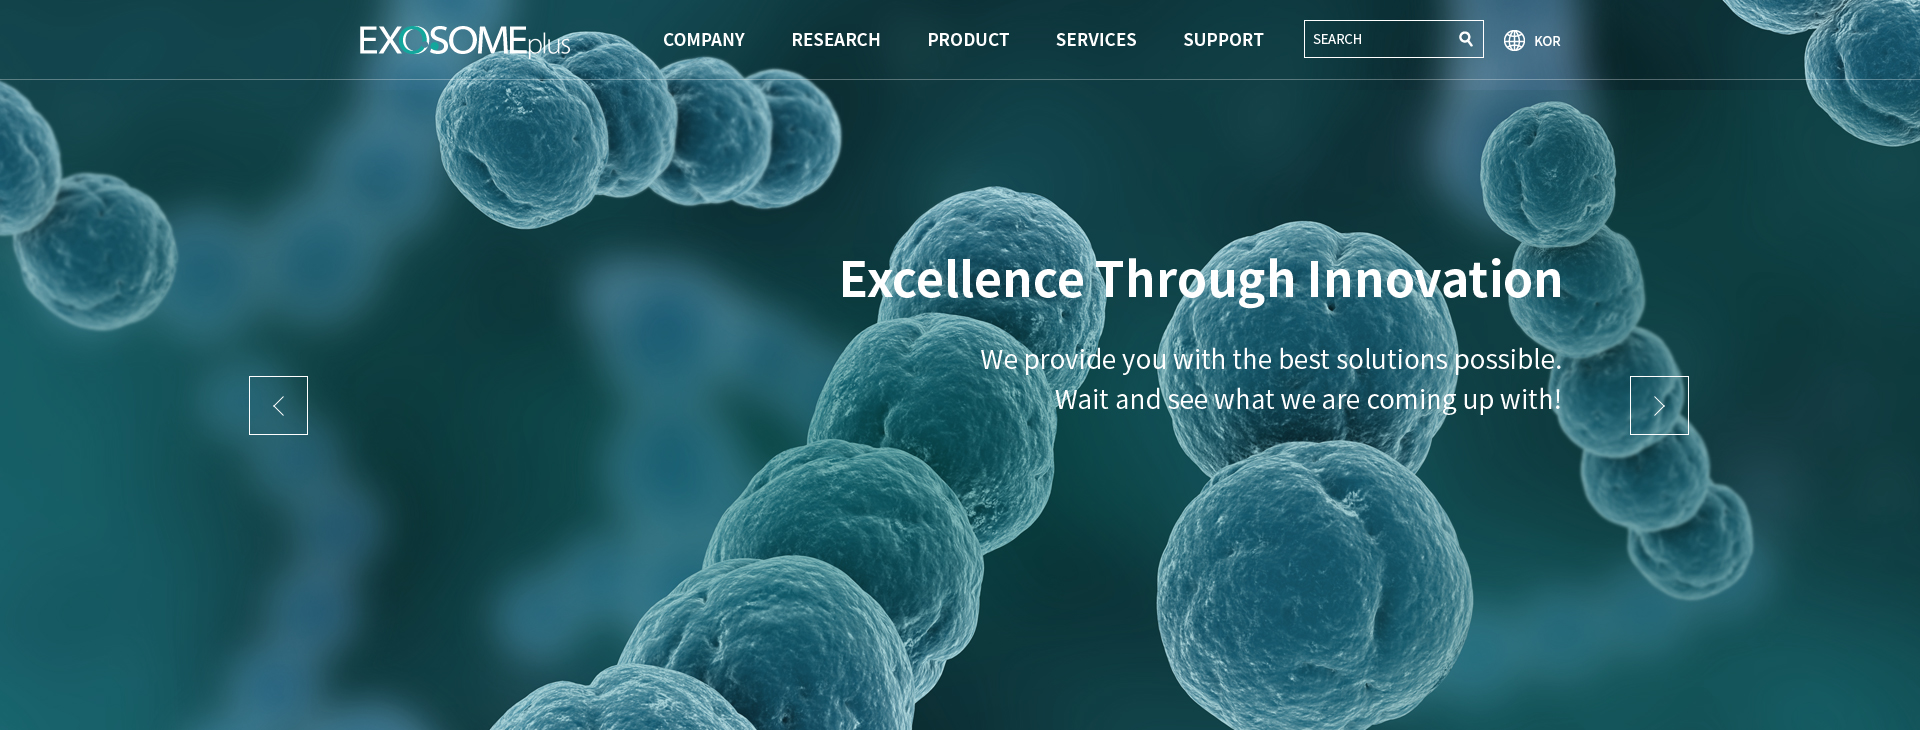 EXOSOMEplus
COMPANY RESEARCH PRODUCT SERVICES SUPPORT SEARCH KOR
Excellence Through Innovation
We provide you with the best solutions possible.
Wait and see what we are coming up with!